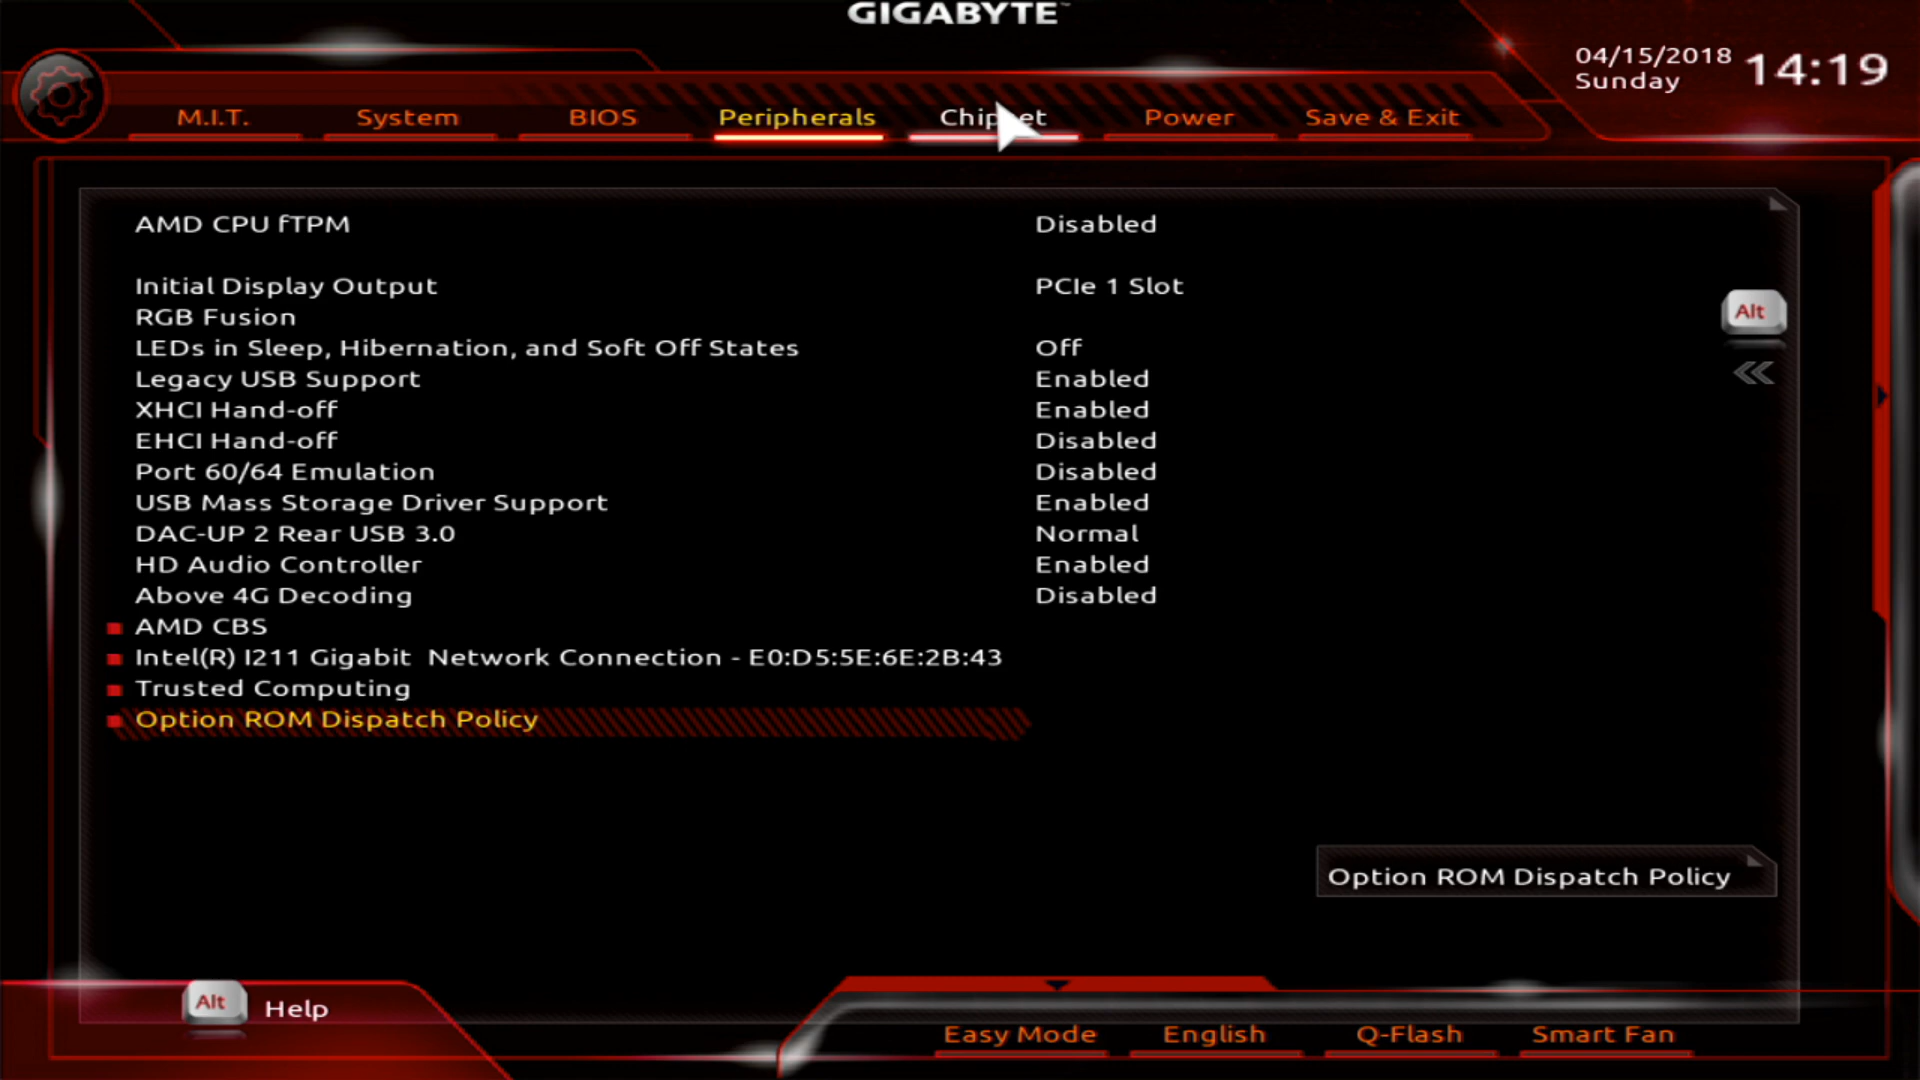 GIGABYTE
04/15/2018
Sunday
14:19
M.I.T. System BIOS Peripherals Chipset Power Save & Exit
AMD CPU fTPM Disabled
Initial Display Output PCIe 1 Slot
RGB Fusion
LEDs in Sleep, Hibernation, and Soft Off States Off
Legacy USB Support Enabled
XHCI Hand-off Enabled
EHCI Hand-off Disabled
Port 60/64 Emulation Disabled
USB Mass Storage Driver Support Enabled
DAC-UP 2 Rear USB 3.0 Normal
HD Audio Controller Enabled
Above 4G Decoding Disabled
AMD CBS
Intel(R) I211 Gigabit  Network Connection - E0:D5:5E:6E:2B:43
Trusted Computing
Option ROM Dispatch Policy
Alt
Option ROM Dispatch Policy
Alt Help
Easy Mode English Q-Flash Smart Fan